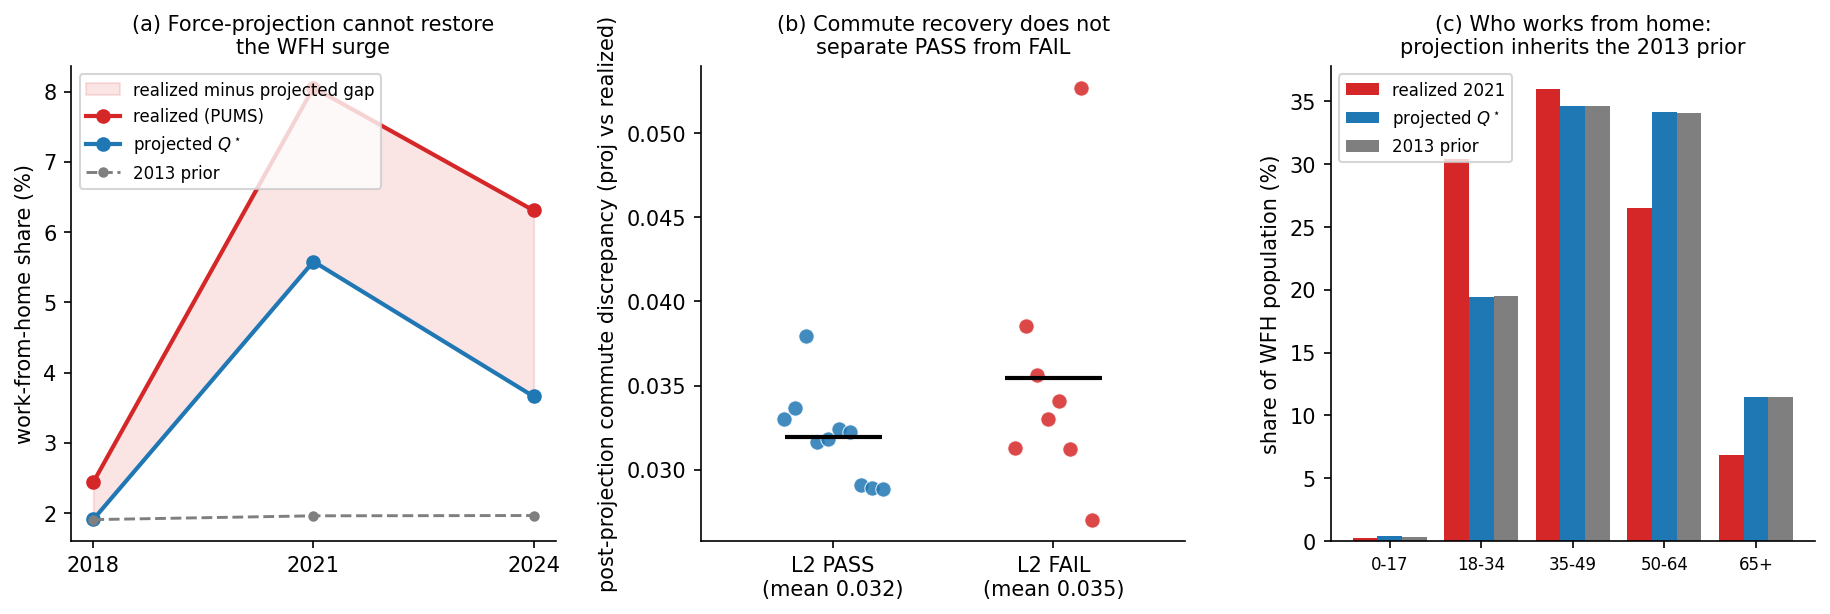 (a) Force-projection cannot restore
the WFH surge
work-from-home share (%)
8
7
6
5
4
3
2
realized minus projected gap
realized (PUMS)
projected Q⋆
2013 prior
2018
2021
2024
(b) Commute recovery does not
separate PASS from FAIL
post-projection commute discrepancy (proj vs realized)
0.050
0.045
0.040
0.035
0.030
L2 PASS
(mean 0.032)
L2 FAIL
(mean 0.035)
(c) Who works from home:
projection inherits the 2013 prior
share of WFH population (%)
35
30
25
20
15
10
5
0
realized 2021
projected Q⋆
2013 prior
0-17
18-34
35-49
50-64
65+